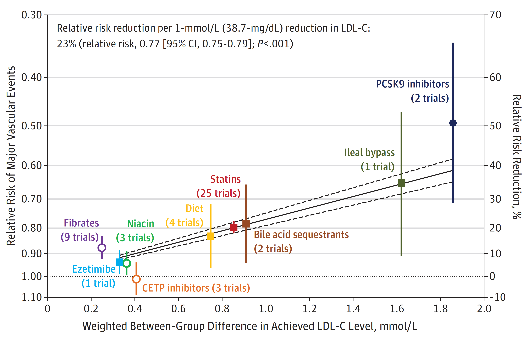 Relative risk reduction per 1-mmol/L (38.7-mg/dL) reduction in LDL-C:
23% (relative risk, 0.77 [95% CI, 0.75-0.79]; P<.001)
Relative Risk of Major Vascular Events
0.30
0.40
0.50
0.60
0.70
0.80
0.90
1.00
1.10
70
60
50
40
30
20
10
0
-10
Relative Risk Reduction, %
PCSK9 inhibitors
(2 trials)
Ileal bypass
(1 trial)
Statins
(25 trials)
Diet
(4 trials)
Bile acid sequestrants
(2 trials)
Fibrates
(9 trials)
Niacin
(3 trials)
Ezetimibe
(1 trial)
CETP inhibitors (3 trials)
0
0.2
0.4
0.6
0.8
1.0
1.2
1.4
1.6
1.8
2.0
Weighted Between-Group Difference in Achieved LDL-C Level, mmol/L